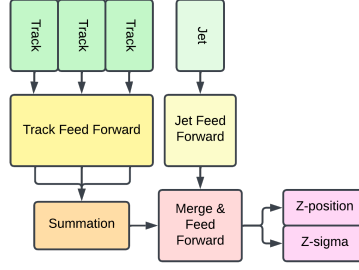 Track
Track
Track
Jet
Track Feed Forward
Jet Feed
Forward
Summation
Merge &
Feed
Forward
Z-position
Z-sigma